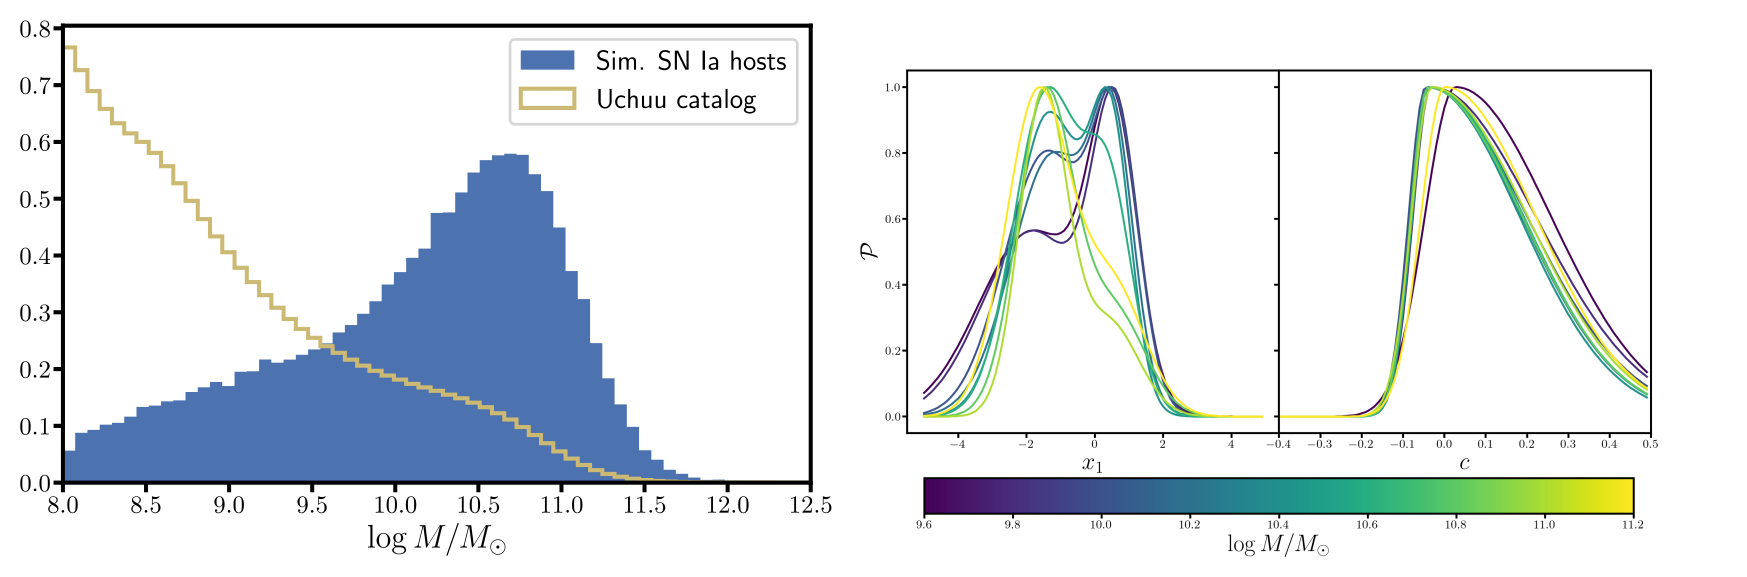 0.8
0.7
0.6
0.5
0.4
0.3
0.2
0.1
0.0
8.0 8.5 9.0 9.5 10.0 10.5 11.0 11.5 12.0 12.5
log M/M⊙
Sim. SN Ia hosts
Uchuu catalog
1.0
0.8
0.6
0.4
0.2
0.0
𝒫
−4 −2 0 2 4
x₁
−0.4 −0.3 −0.2 −0.1 0.0 0.1 0.2 0.3 0.4 0.5
c
9.6 9.8 10.0 10.2 10.4 10.6 10.8 11.0 11.2
log M/M⊙